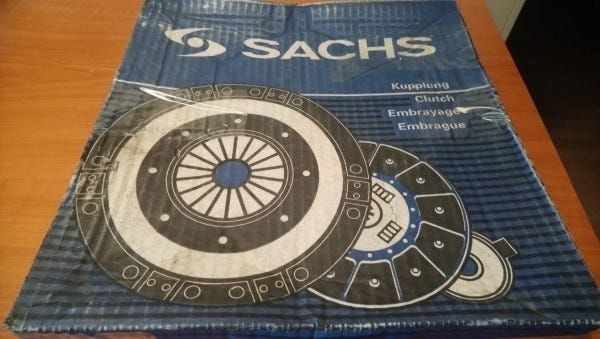 SACHS
Kupplung
Clutch
Embrayage
Embrague